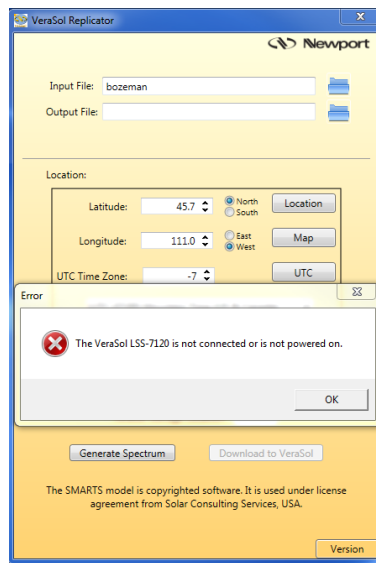 VeraSol Replicator
Newport
Input File: bozeman
Output File:
Location:
Latitude: 45.7 North South Location
Longitude: 111.0 East West Map
UTC Time Zone: -7 UTC
Error
The VeraSol LSS-7120 is not connected or is not powered on.
OK
Generate Spectrum Download to VeraSol
The SMARTS model is copyrighted software. It is used under license
agreement from Solar Consulting Services, USA.
Version